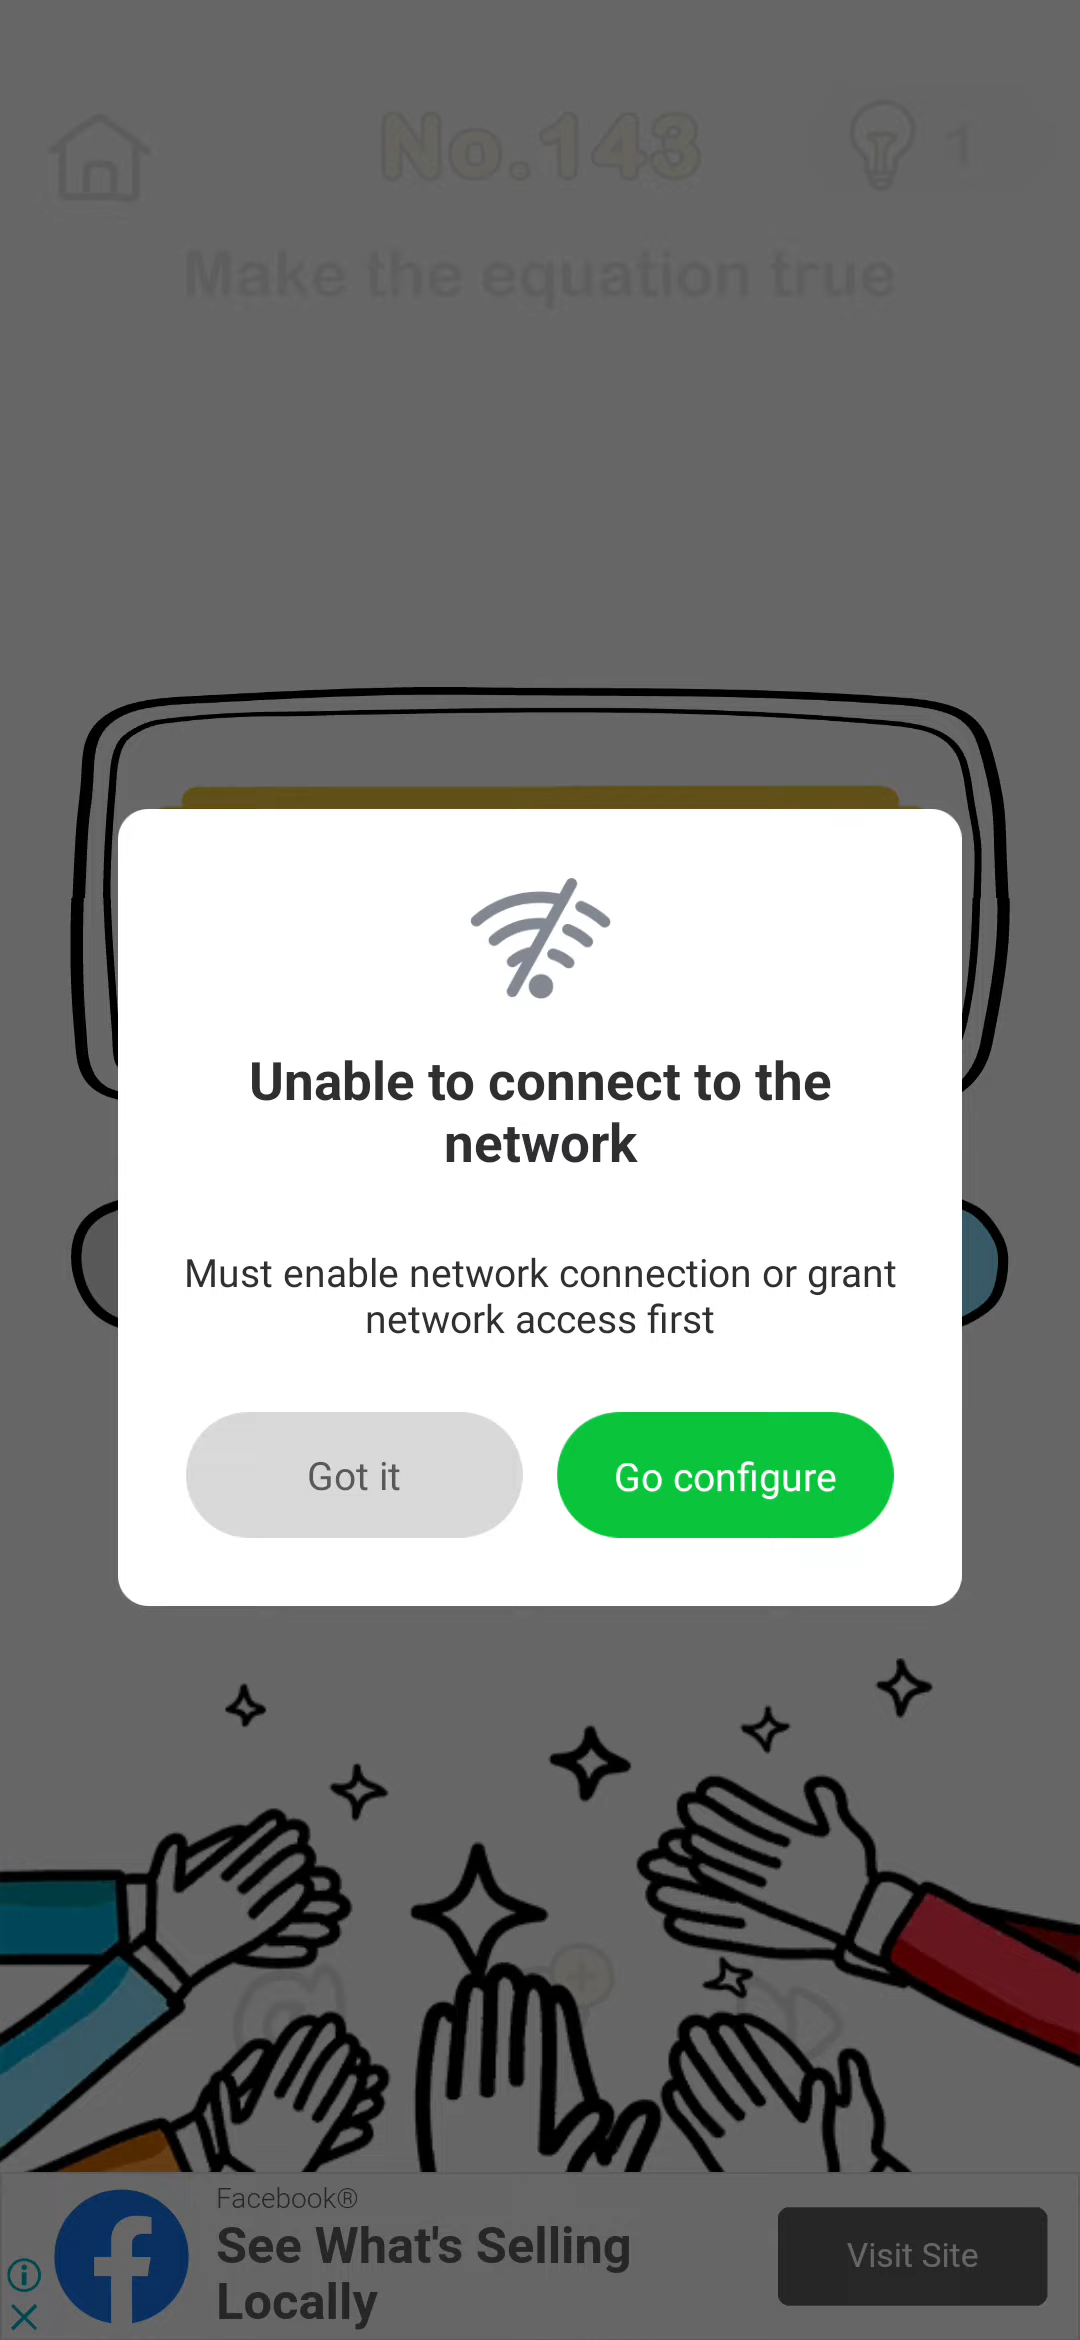 No.143
1
Make the equation true
Unable to connect to the
network
Must enable network connection or grant
network access first
Got it
Go configure
Facebook®
See What's Selling
Locally
Visit Site